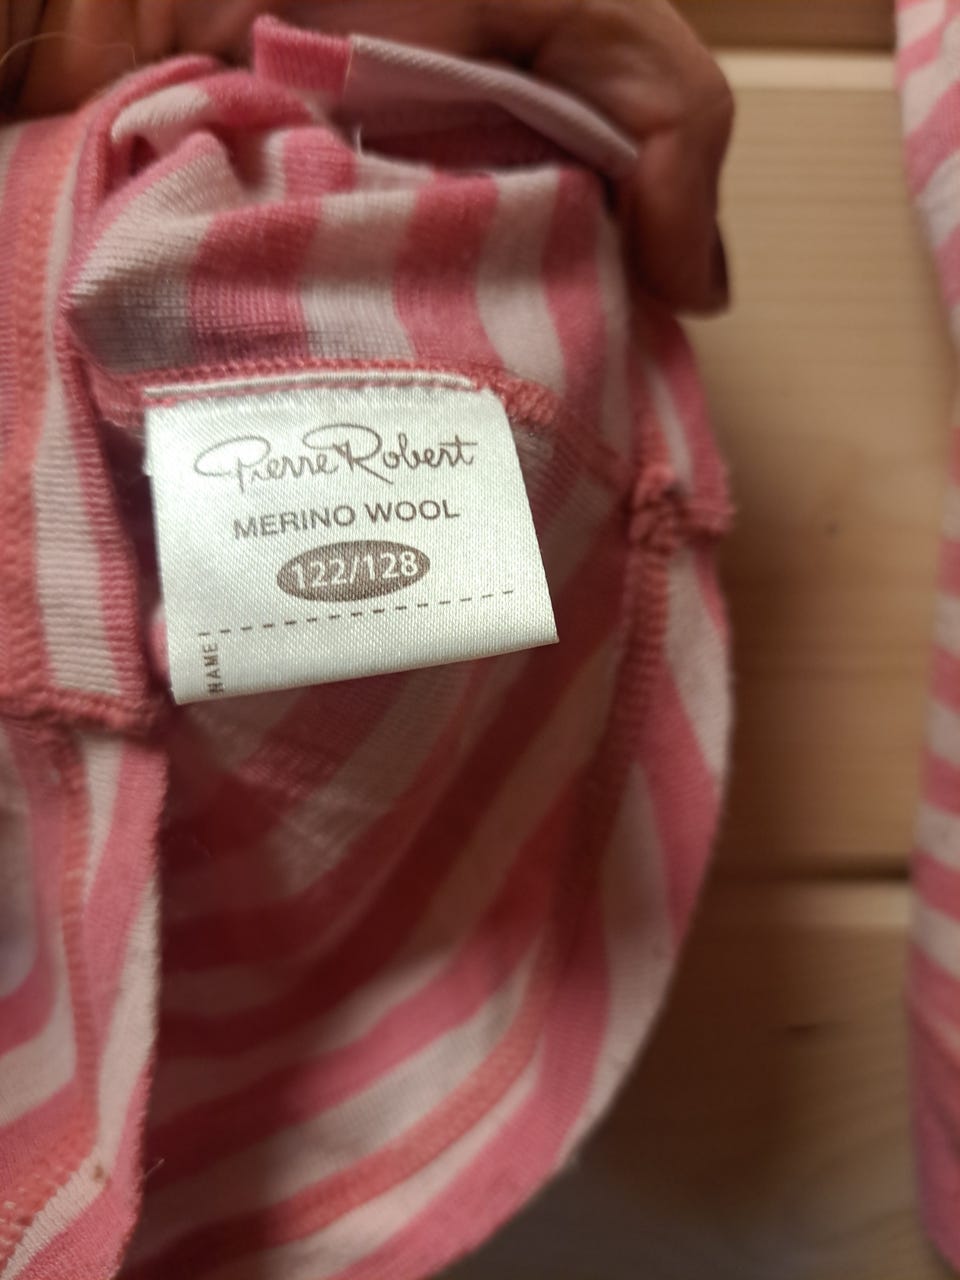 Pierre Robert
MERINO WOOL
122/128
NAME